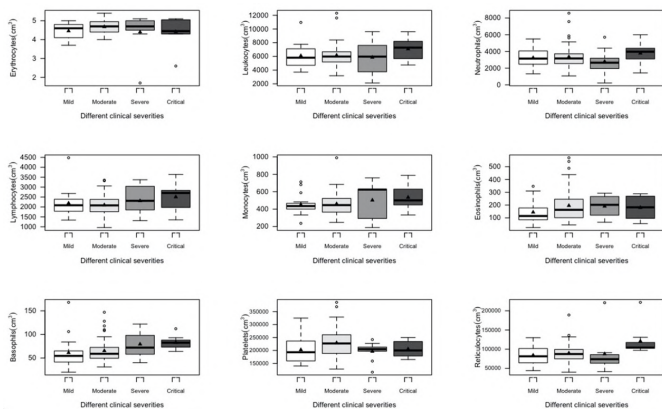 Erythrocytes(cm³)
5
4
3
2
Mild Moderate Severe Critical
Different clinical severities
Leukocytes(cm³)
12000
10000
8000
6000
4000
2000
Mild Moderate Severe Critical
Different clinical severities
Neutrophils(cm³)
8000
6000
4000
2000
0
Mild Moderate Severe Critical
Different clinical severities
Lymphocytes(cm³)
4500
4000
3500
3000
2500
2000
1500
1000
Mild Moderate Severe Critical
Different clinical severities
Monocytes(cm³)
1000
800
600
400
200
Mild Moderate Severe Critical
Different clinical severities
Eosinophils(cm³)
500
400
300
200
100
Mild Moderate Severe Critical
Different clinical severities
Basophils(cm³)
150
100
50
Mild Moderate Severe Critical
Different clinical severities
Platelets(cm³)
350000
300000
250000
200000
150000
Mild Moderate Severe Critical
Different clinical severities
Reticulocytes(cm³)
200000
150000
100000
50000
Mild Moderate Severe Critical
Different clinical severities